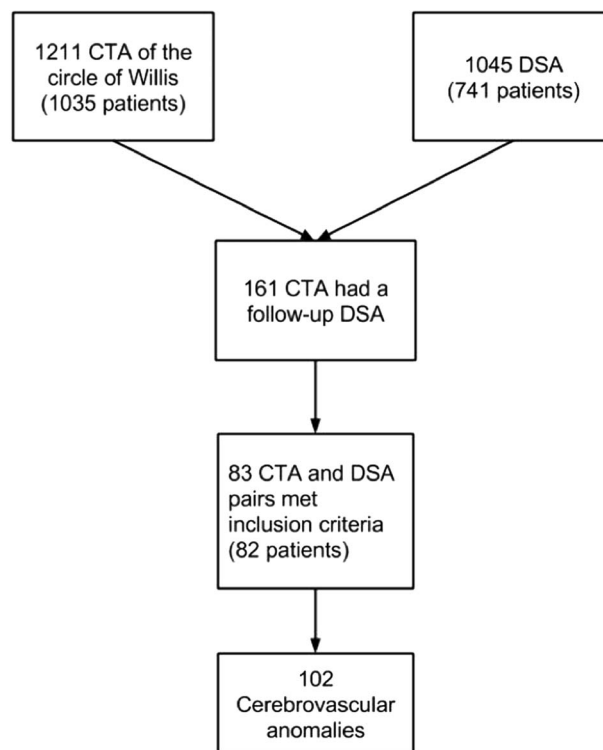 1211 CTA of the
circle of Willis
(1035 patients)
1045 DSA
(741 patients)
161 CTA had a
follow-up DSA
83 CTA and DSA
pairs met
inclusion criteria
(82 patients)
102
Cerebrovascular
anomalies